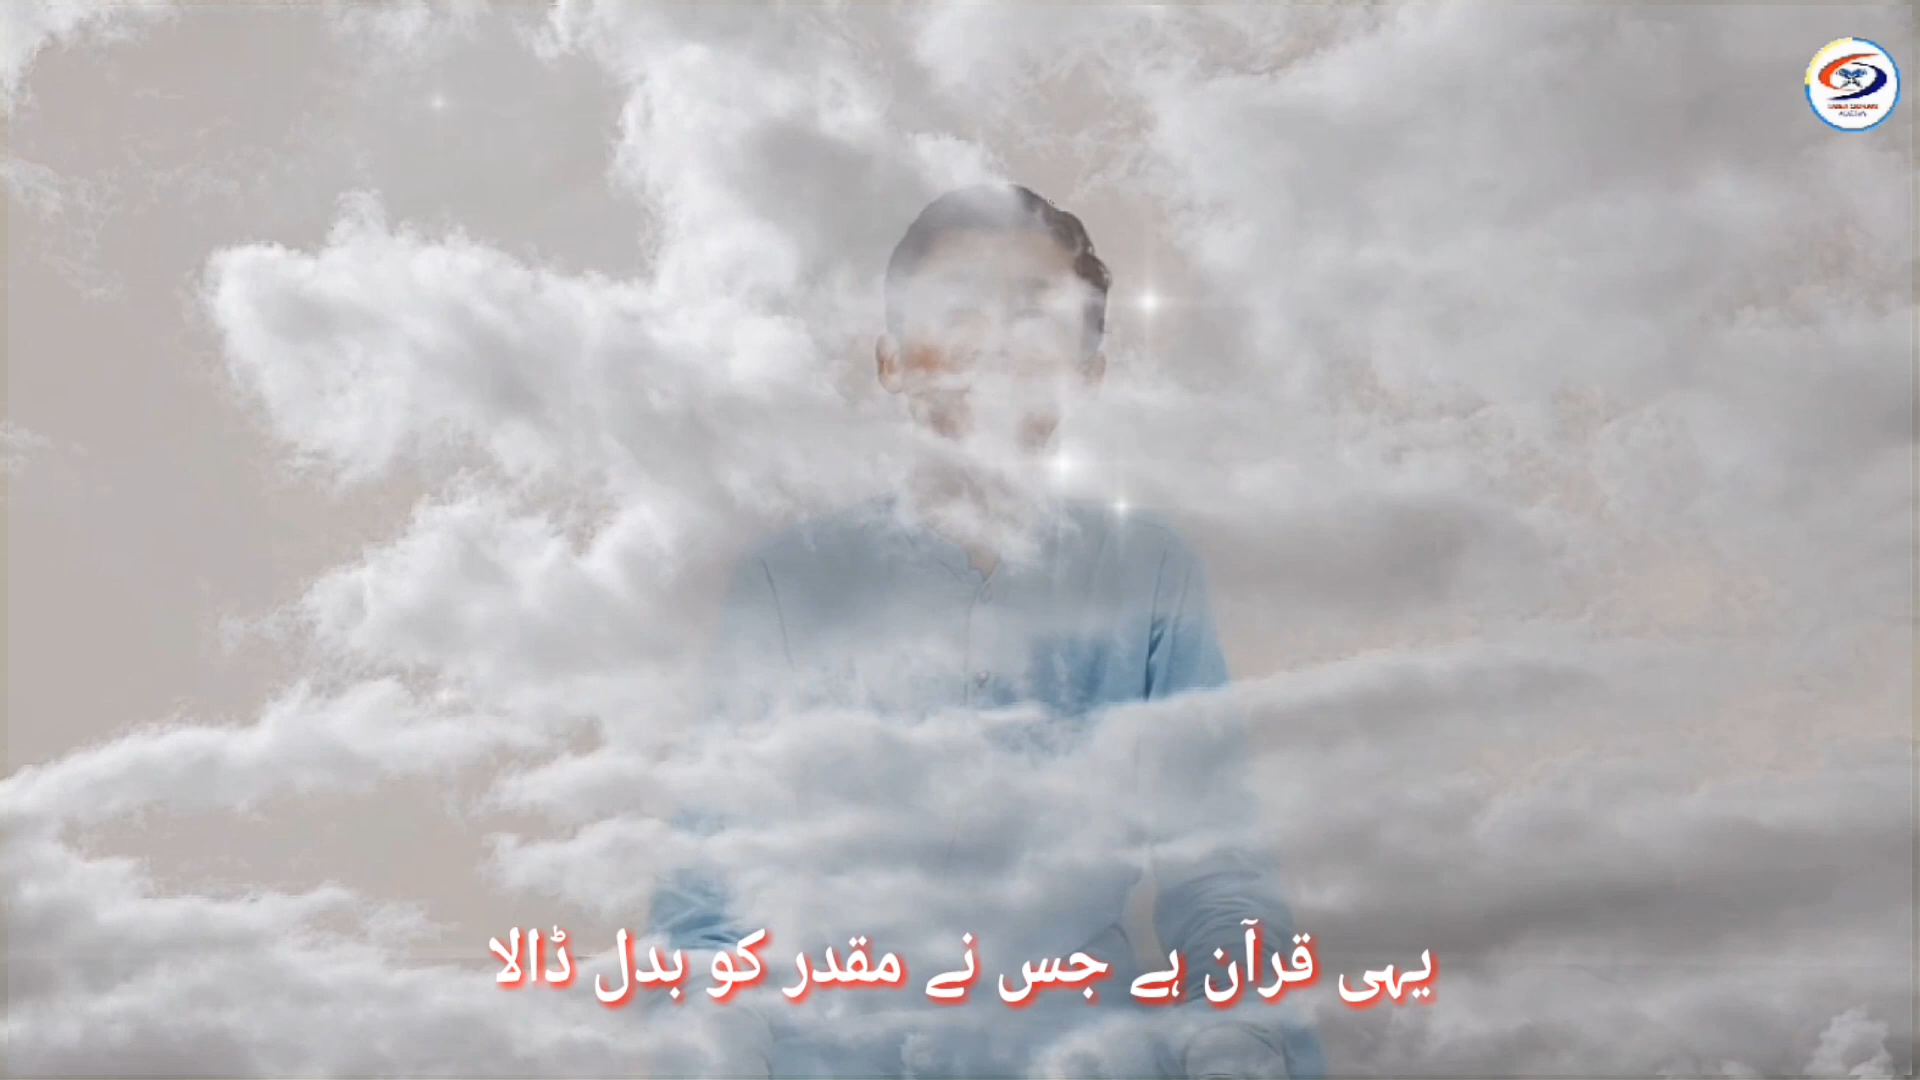 یہی قرآن ہے جس نے مقدر کو بدل ڈالا